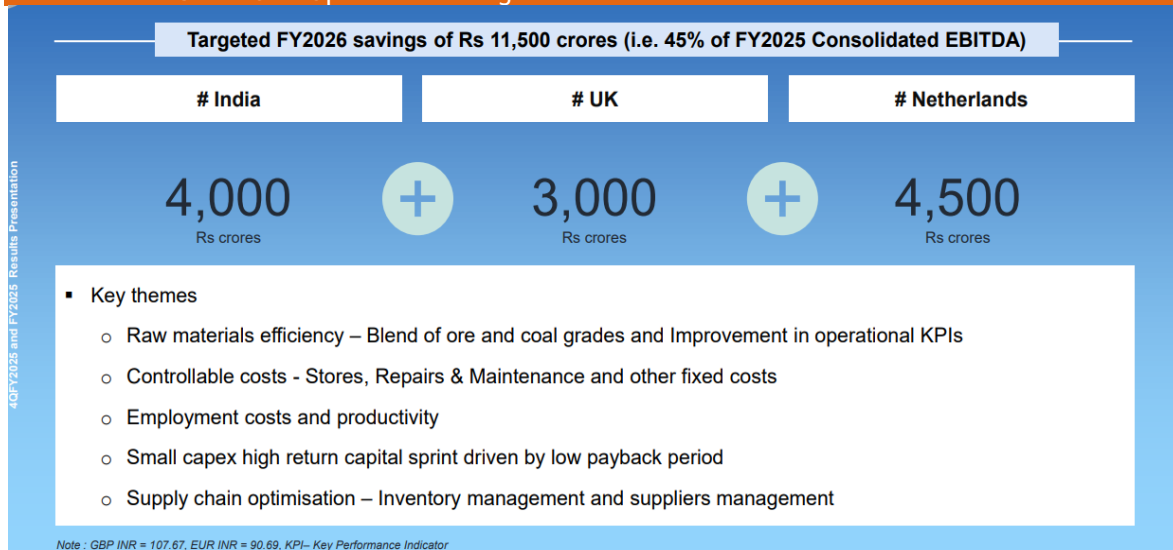 Targeted FY2026 savings of Rs 11,500 crores (i.e. 45% of FY2025 Consolidated EBITDA)
# India
# UK
# Netherlands
4,000
+
3,000
+
4,500
Rs crores
Rs crores
Rs crores
4QFY2025 and FY2025 Results Presentation
▪ Key themes
o Raw materials efficiency – Blend of ore and coal grades and Improvement in operational KPIs
o Controllable costs - Stores, Repairs & Maintenance and other fixed costs
o Employment costs and productivity
o Small capex high return capital sprint driven by low payback period
o Supply chain optimisation – Inventory management and suppliers management
Note : GBP INR = 107.67, EUR INR = 90.69, KPI– Key Performance Indicator